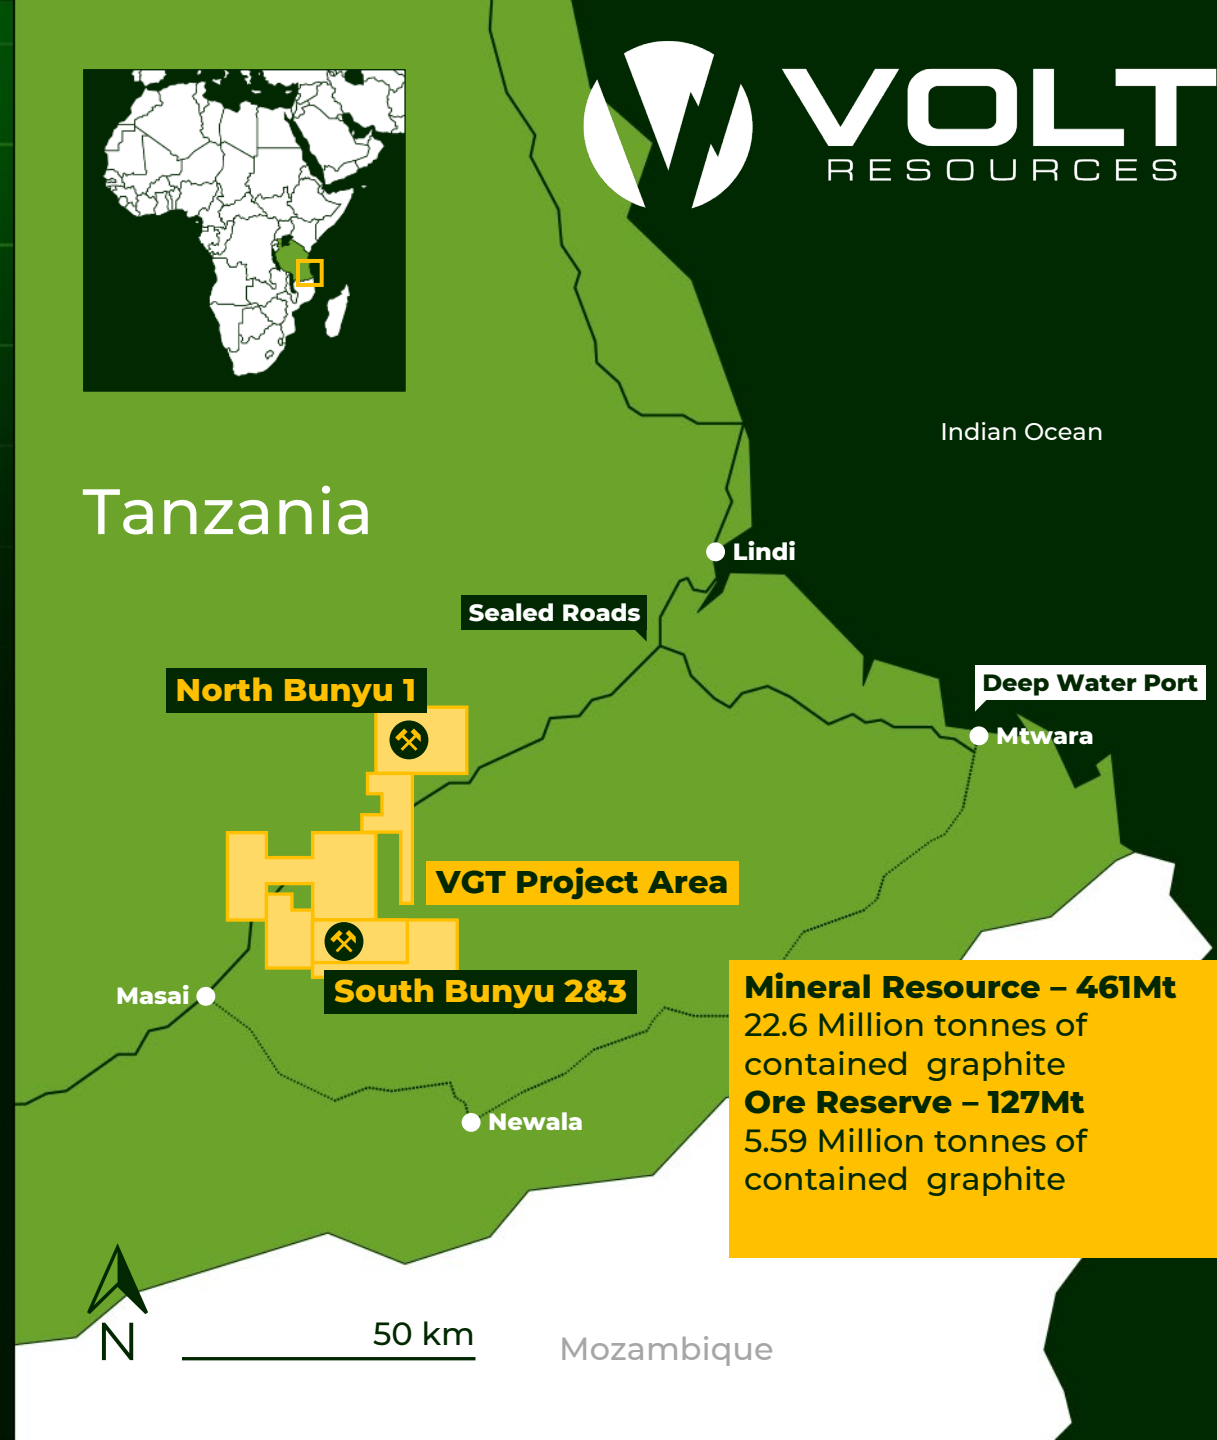 VOLT
RESOURCES
Indian Ocean
Tanzania
Lindi
Sealed Roads
North Bunyu 1
Deep Water Port
Mtwara
VGT Project Area
Masai
South Bunyu 2&3
Mineral Resource – 461Mt
22.6 Million tonnes of
contained graphite
Ore Reserve – 127Mt
5.59 Million tonnes of
contained graphite
Newala
N
50 km
Mozambique